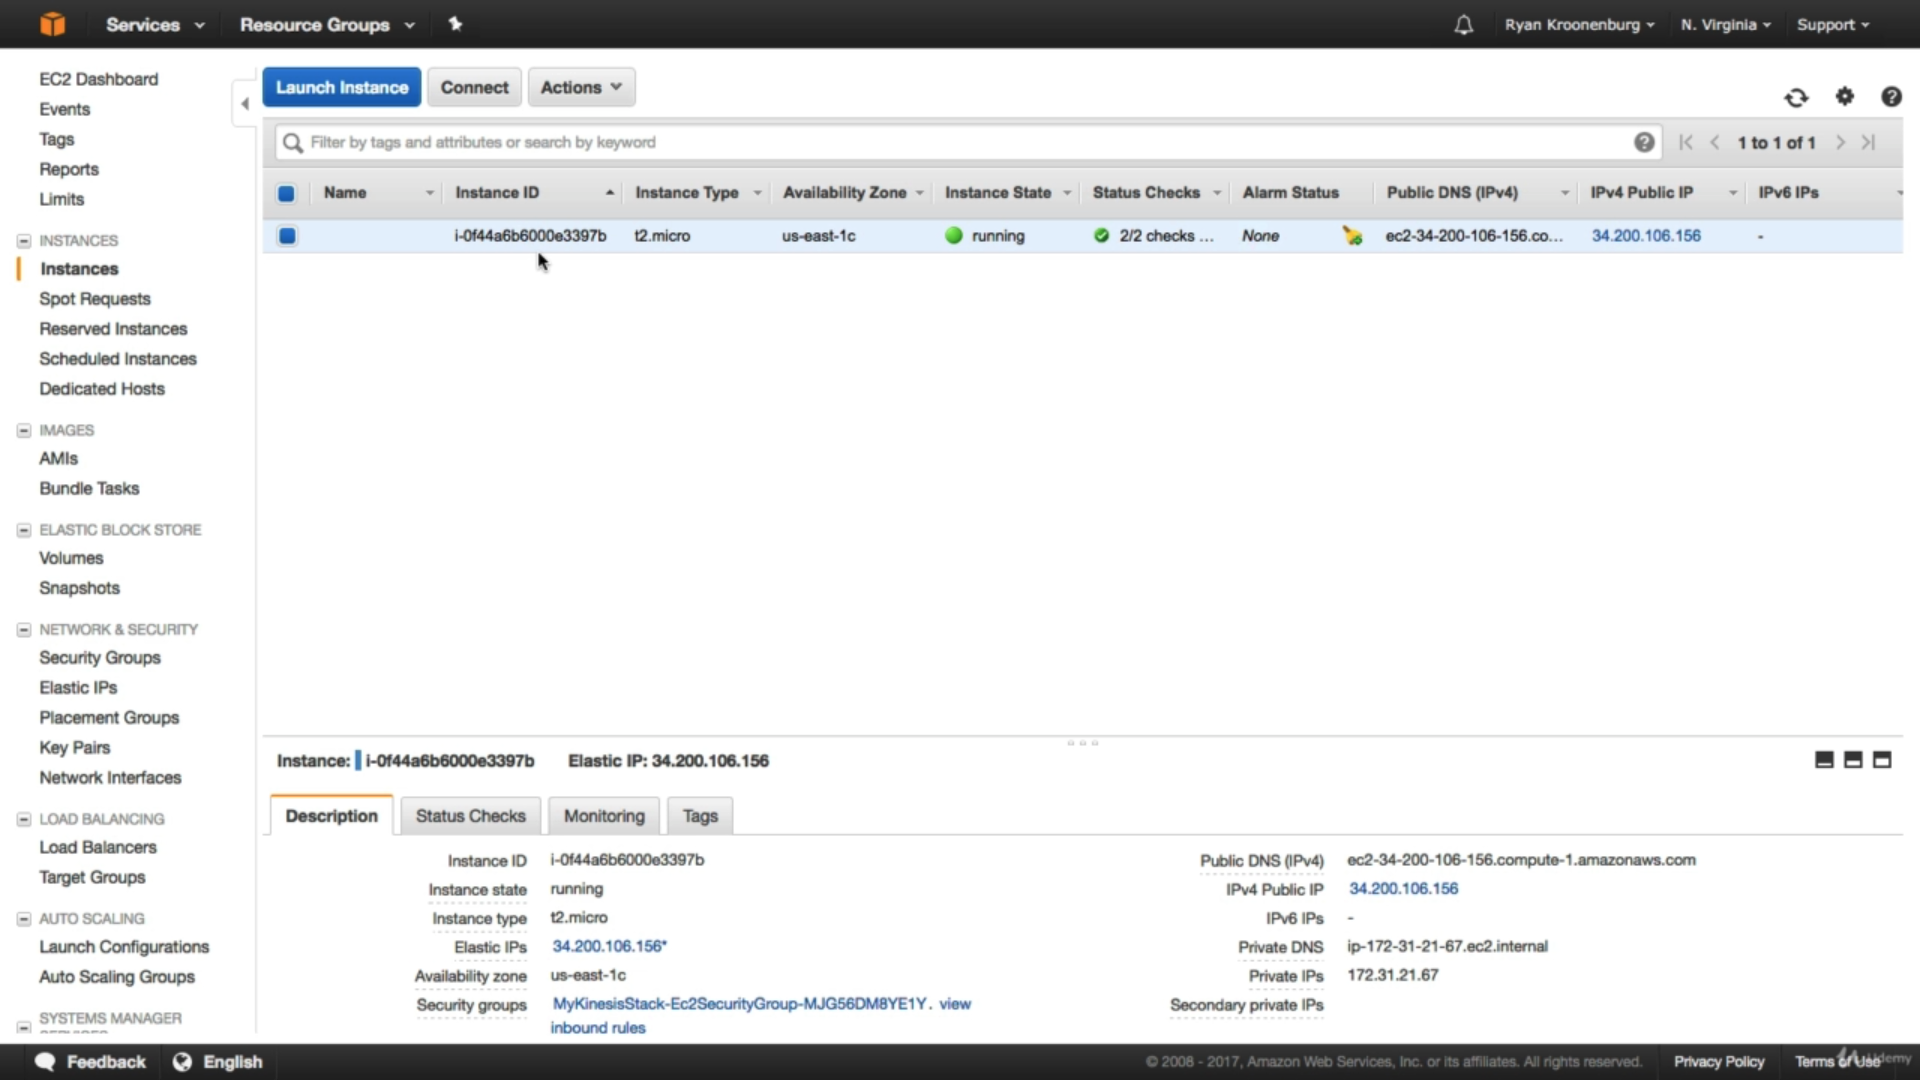 Services Resource Groups Ryan Kroonenburg N. Virginia Support
EC2 Dashboard
Events
Tags
Reports
Limits
INSTANCES
Instances
Spot Requests
Reserved Instances
Scheduled Instances
Dedicated Hosts
IMAGES
AMIs
Bundle Tasks
ELASTIC BLOCK STORE
Volumes
Snapshots
NETWORK & SECURITY
Security Groups
Elastic IPs
Placement Groups
Key Pairs
Network Interfaces
LOAD BALANCING
Load Balancers
Target Groups
AUTO SCALING
Launch Configurations
Auto Scaling Groups
SYSTEMS MANAGER
SERVICES
Launch Instance Connect Actions
Filter by tags and attributes or search by keyword 1 to 1 of 1
Name Instance ID Instance Type Availability Zone Instance State Status Checks Alarm Status Public DNS (IPv4) IPv4 Public IP IPv6 IPs
i-0f44a6b6000e3397b t2.micro us-east-1c running 2/2 checks ... None ec2-34-200-106-156.co... 34.200.106.156 -
Instance: i-0f44a6b6000e3397b Elastic IP: 34.200.106.156
Description Status Checks Monitoring Tags
Instance ID i-0f44a6b6000e3397b Public DNS (IPv4) ec2-34-200-106-156.compute-1.amazonaws.com
Instance state running IPv4 Public IP 34.200.106.156
Instance type t2.micro IPv6 IPs -
Elastic IPs 34.200.106.156* Private DNS ip-172-31-21-67.ec2.internal
Availability zone us-east-1c Private IPs 172.31.21.67
Security groups MyKinesisStack-Ec2SecurityGroup-MJG56DM8YE1Y. view Secondary private IPs
inbound rules
Feedback English © 2008 - 2017, Amazon Web Services, Inc. or its affiliates. All rights reserved. Privacy Policy Terms of Use
Udemy